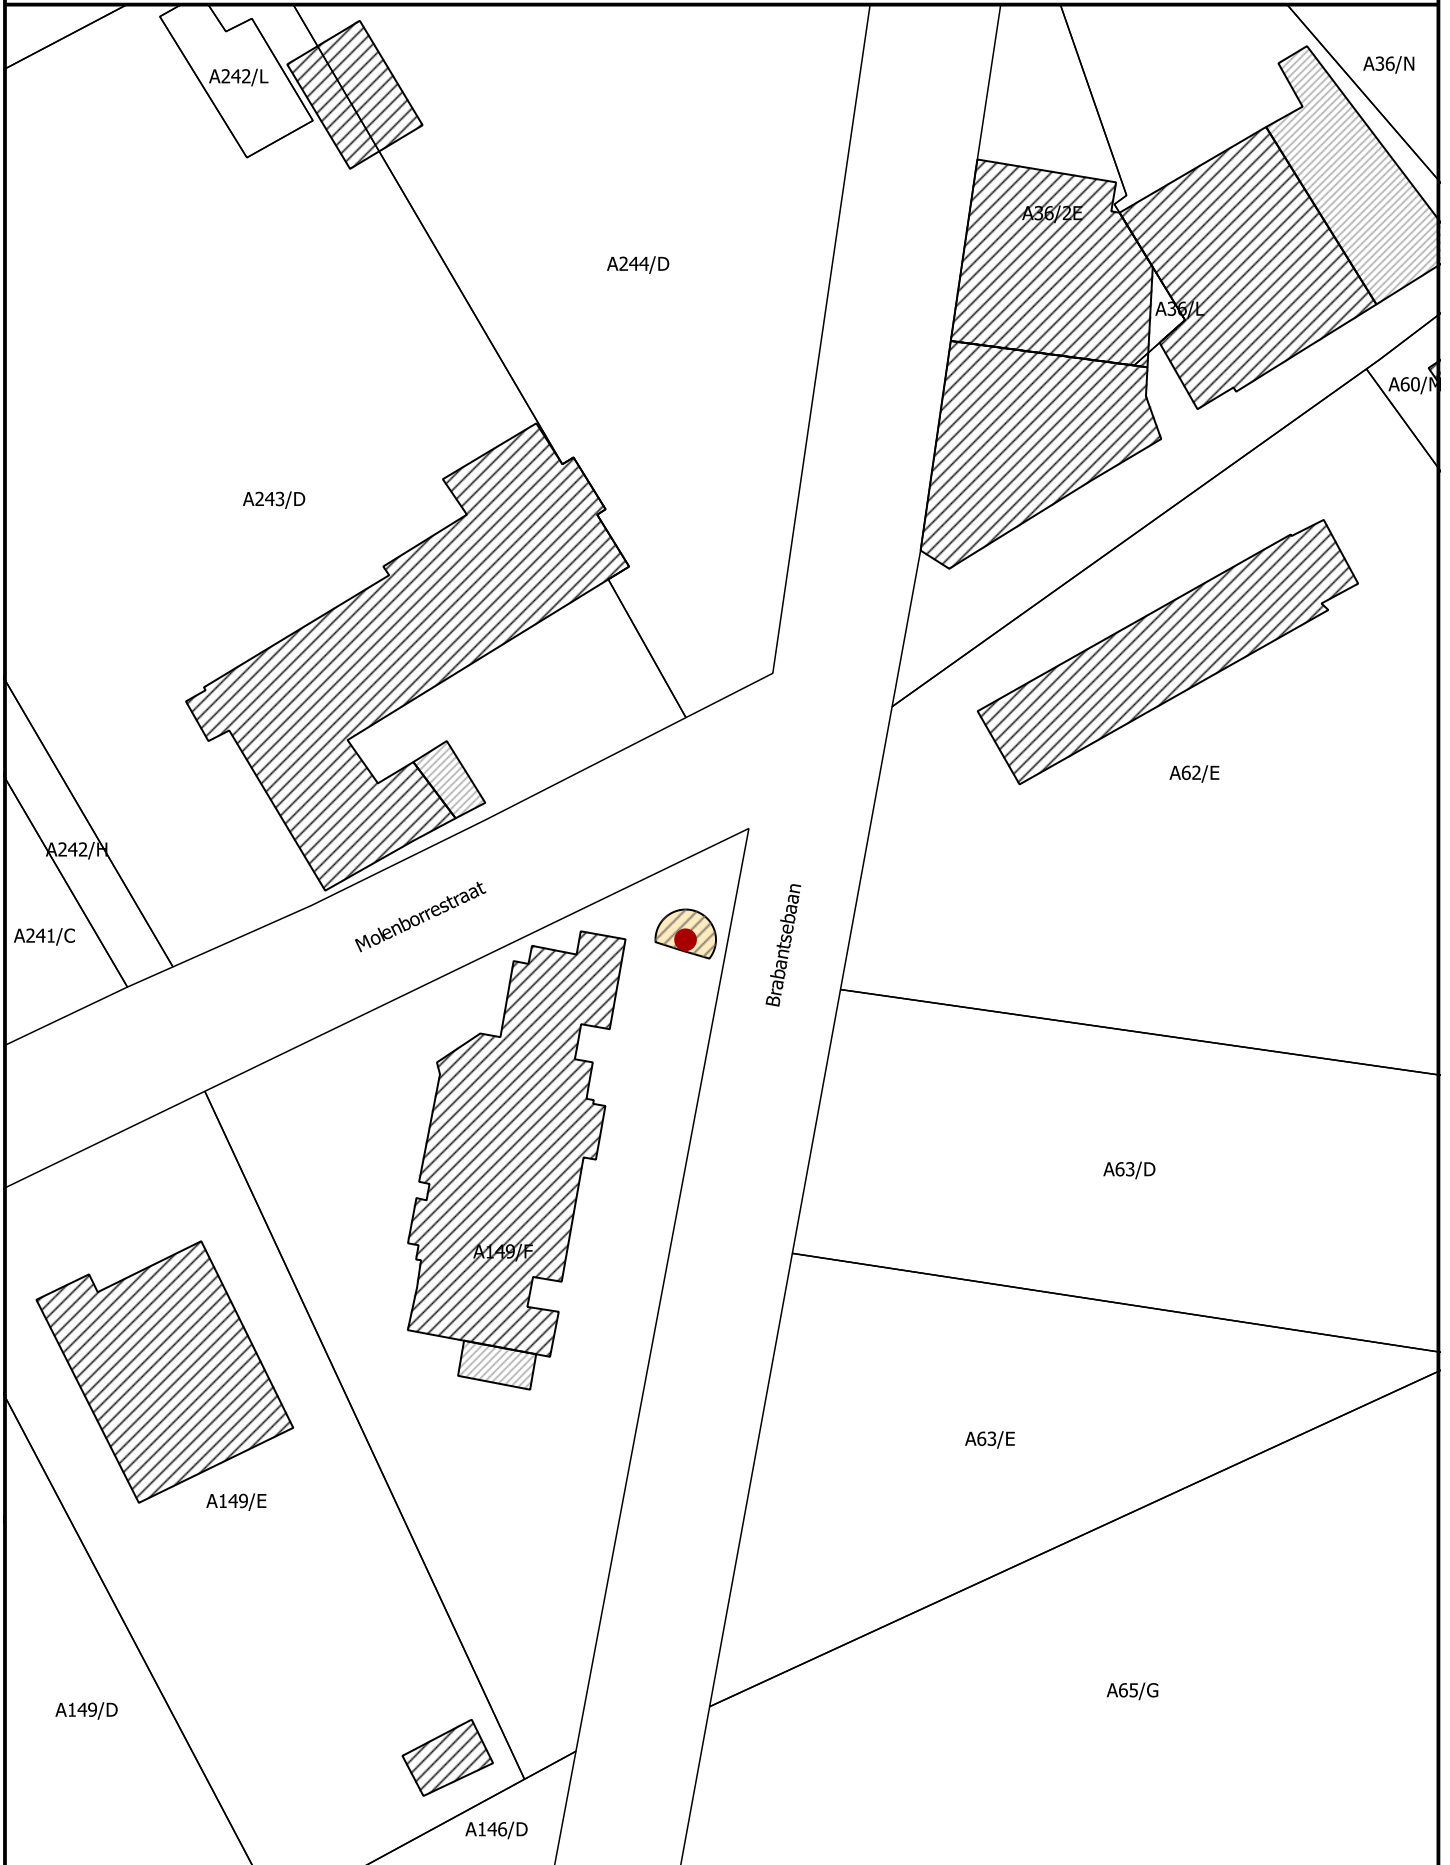 A36/N
A242/L
A36/2E
A244/D
A36/L
A60/M
A243/D
A62/E
A242/H
Molenborrestraat
Brabantsebaan
A241/C
A63/D
A149/F
A63/E
A149/E
A65/G
A149/D
A146/D